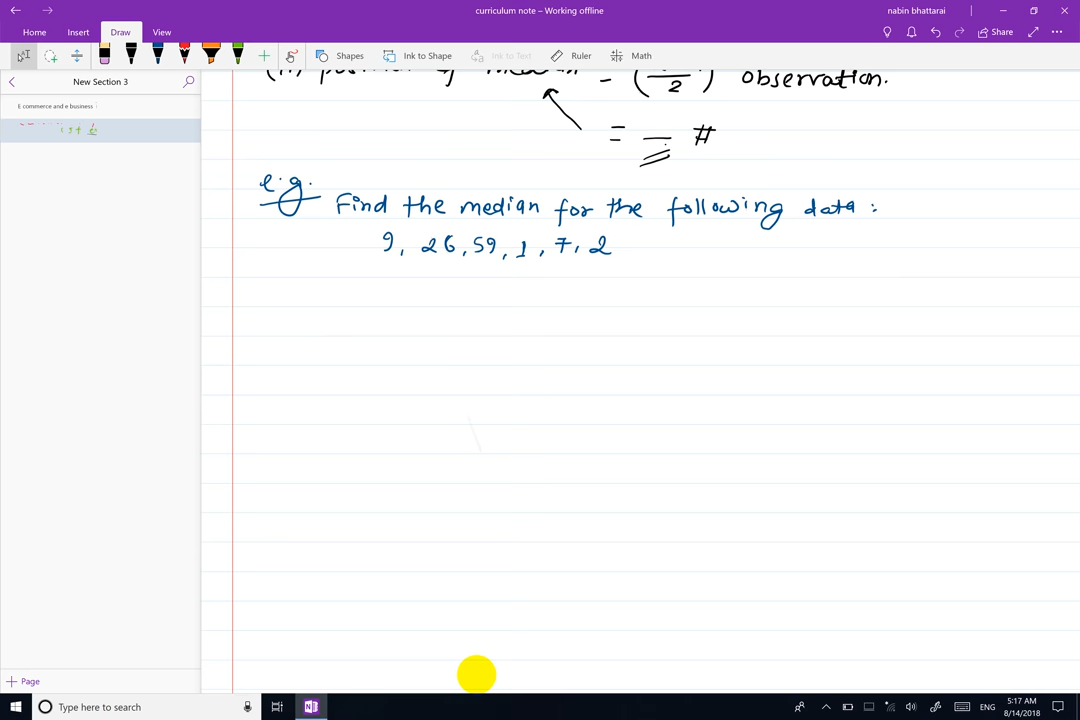 curriculum note – Working offline
nabin bhattarai
Home Insert Draw View
Share
Shapes Ink to Shape Ink to Text Ruler Math
New Section 3
E commerce and e business
median = ( 2 ) observation.
= #
e.g.
Find the median for the following data :
9, 26, 59, 1, 7, 2
+ Page
Type here to search
ENG
5:17 AM
8/14/2018